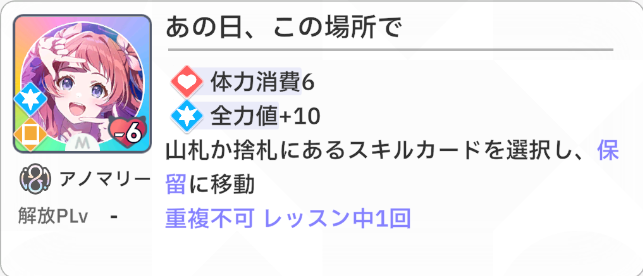 あの日、この場所で
体力消費6
全力値+10
山札か捨札にあるスキルカードを選択し、保
留に移動
重複不可 レッスン中1回
-6
M
アノマリー
解放PLv -